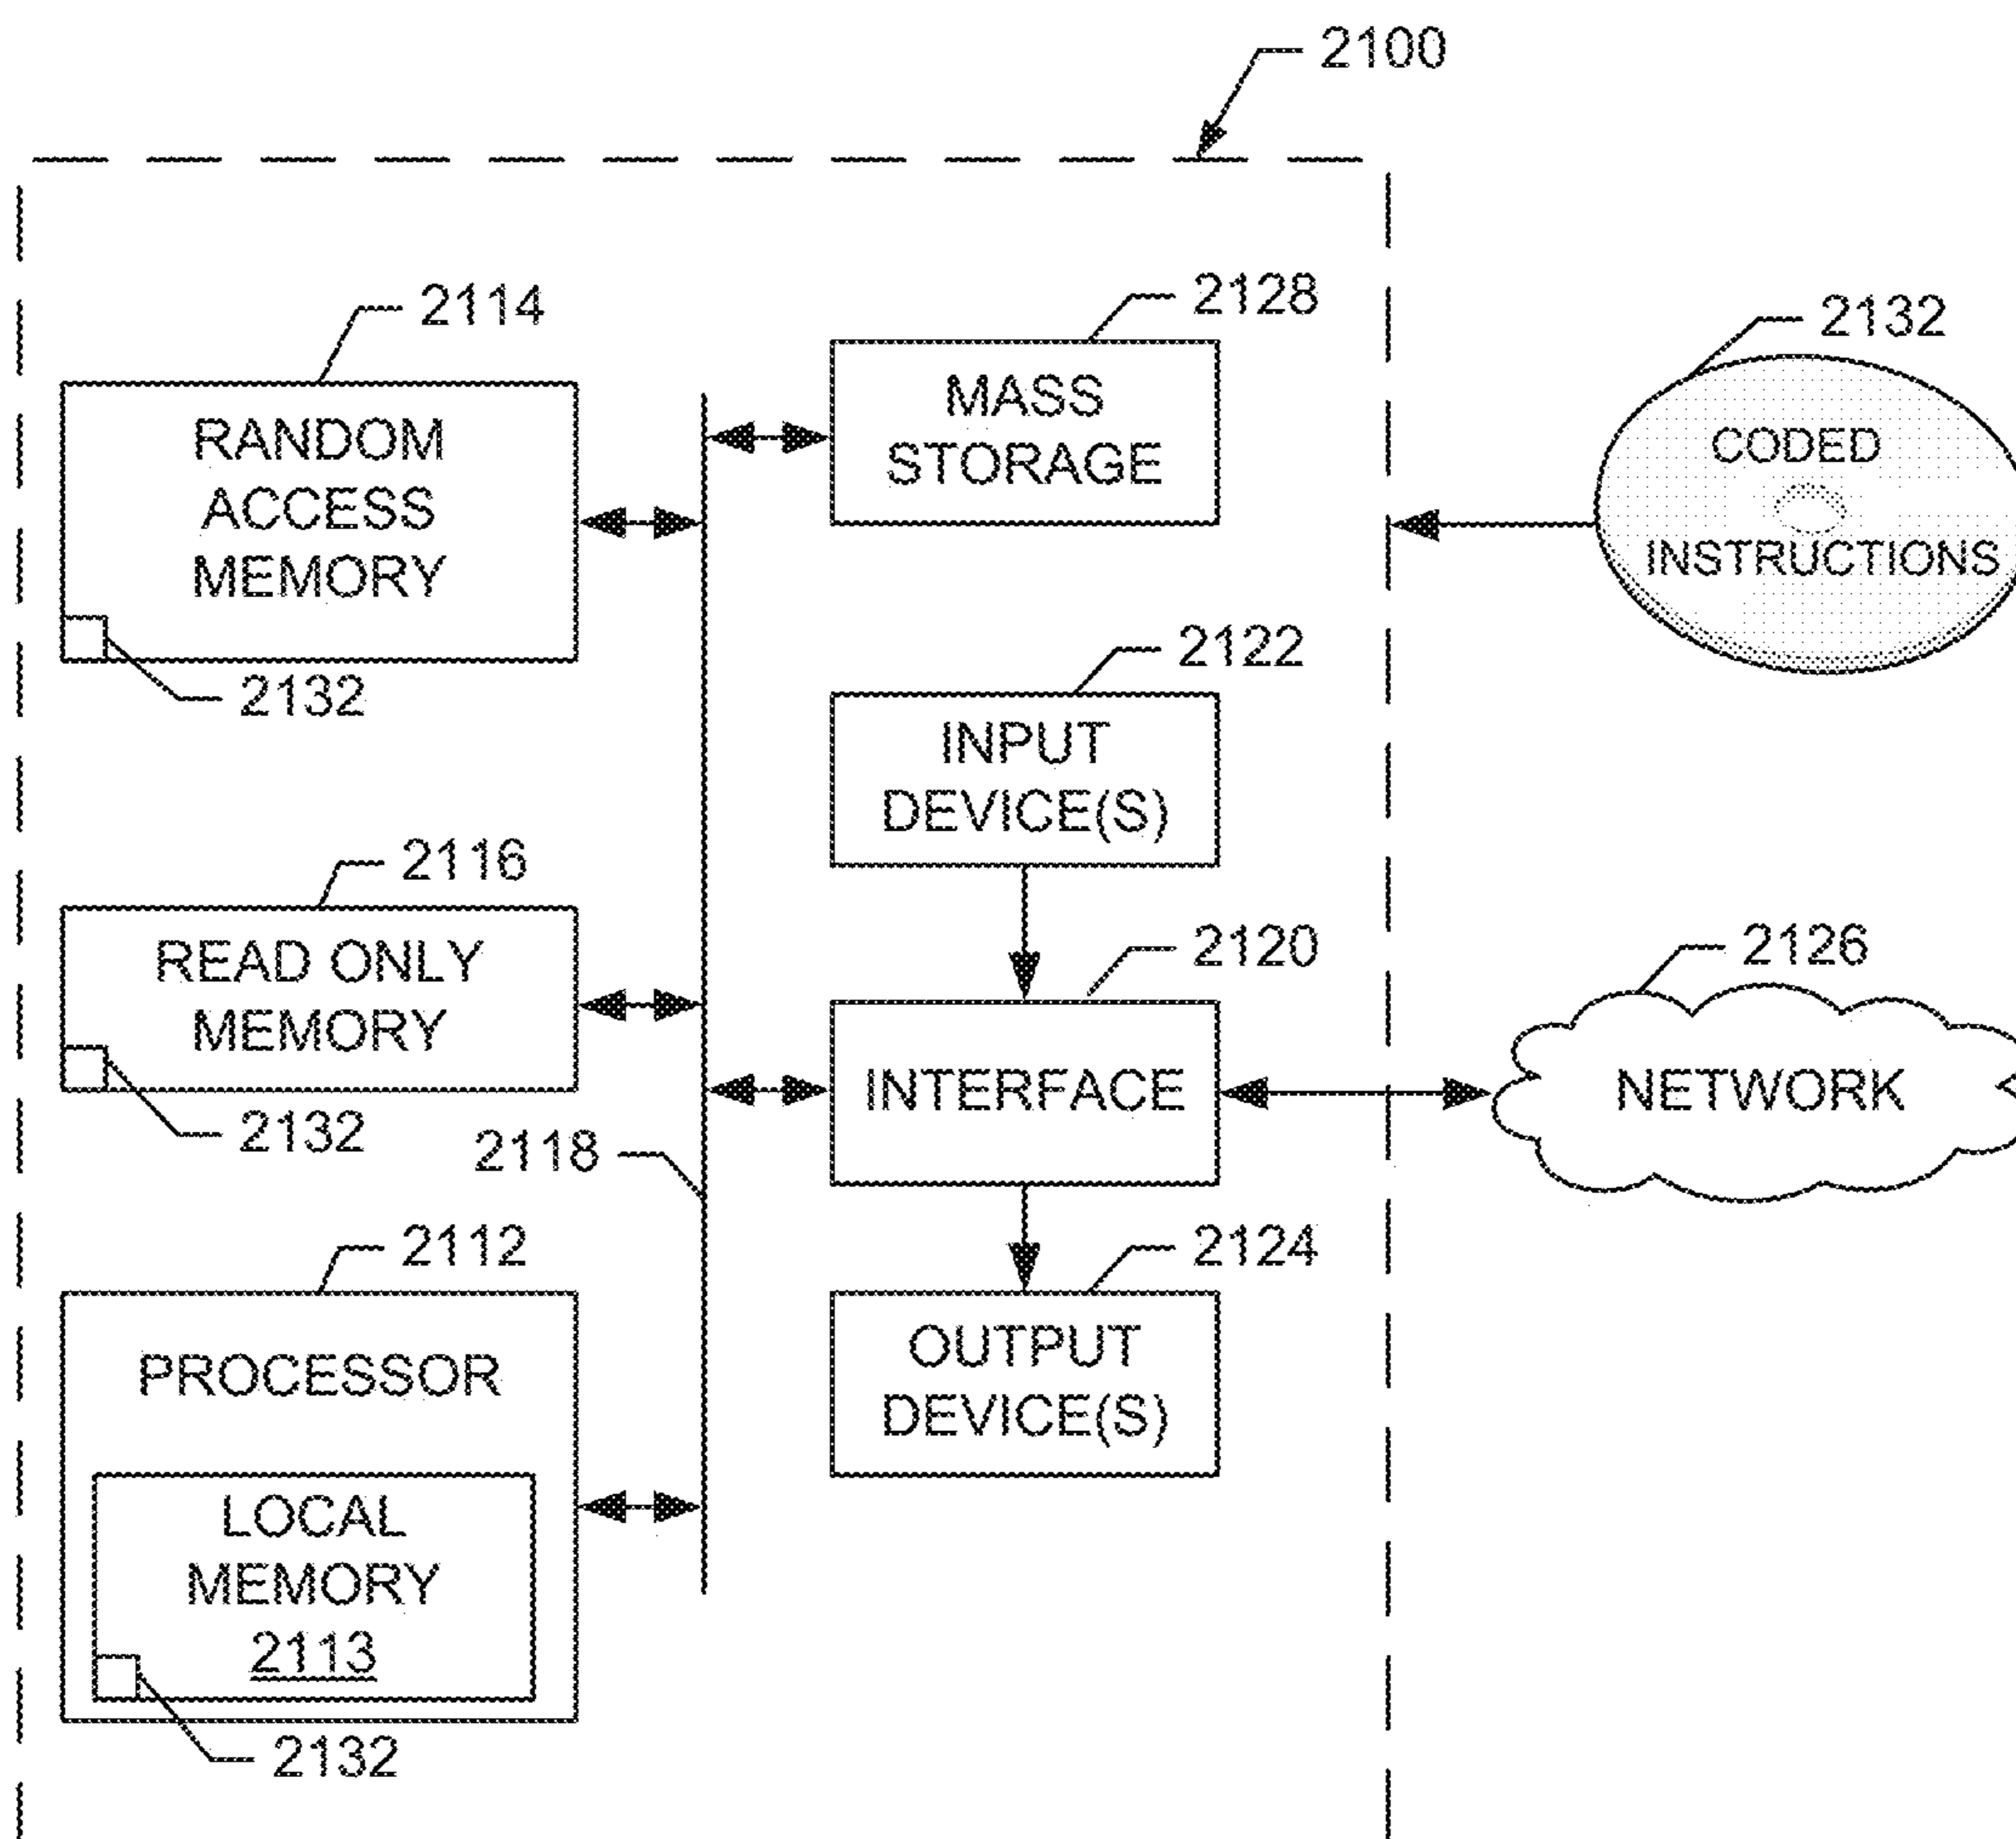 2100
2114
RANDOM
ACCESS
MEMORY
2132
2128
MASS
STORAGE
2132
CODED
INSTRUCTIONS
2122
INPUT
DEVICE(S)
2116
READ ONLY
MEMORY
2132
2118
2120
INTERFACE
2126
NETWORK
2112
PROCESSOR
LOCAL
MEMORY
2113
2132
2124
OUTPUT
DEVICE(S)